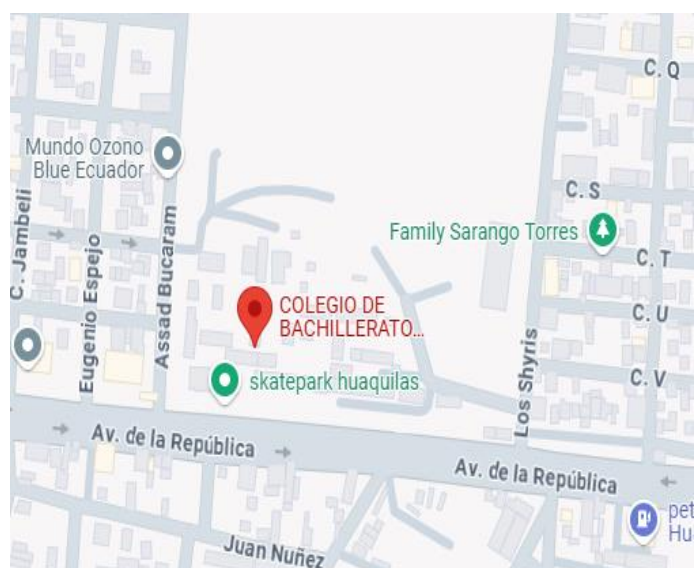 C. Q
Mundo Ozono
Blue Ecuador
C. S
C. Jambeli
Eugenio Espejo
Assad Bucaram
Family Sarango Torres
C. T
COLEGIO DE
BACHILLERATO...
C. U
Los Shyris
skatepark huaquilas
C. V
Av. de la República
Av. de la República
pet
Hu
Juan Nuñez